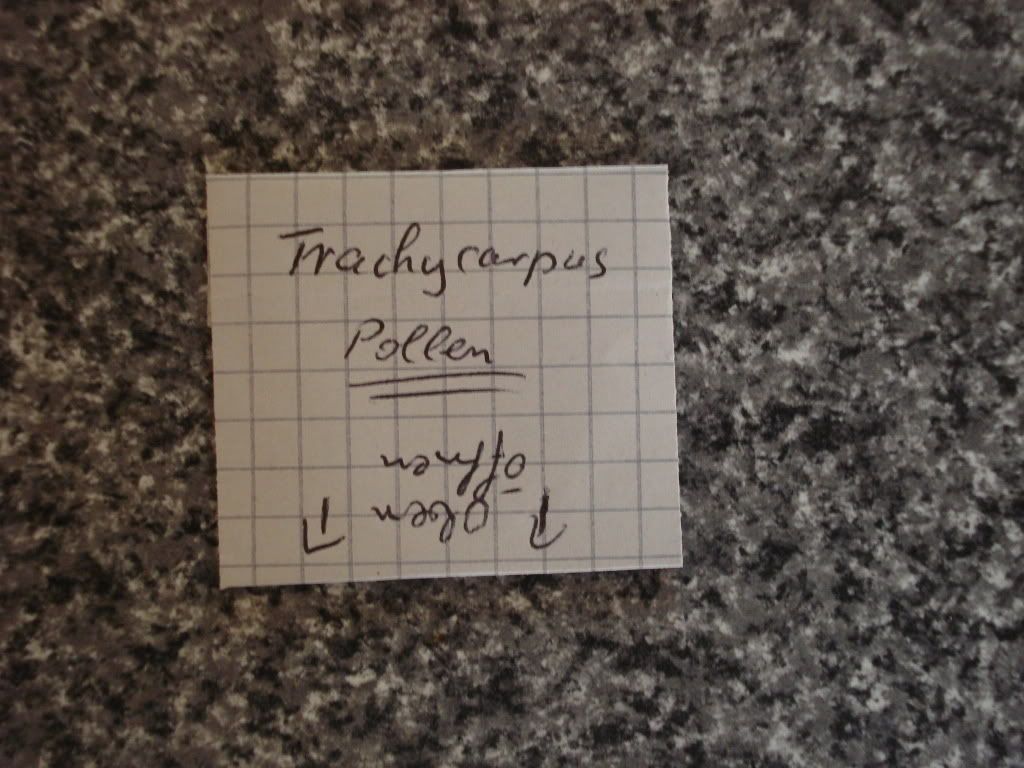 Trachycarpus
Pollen
Oben
öffnen